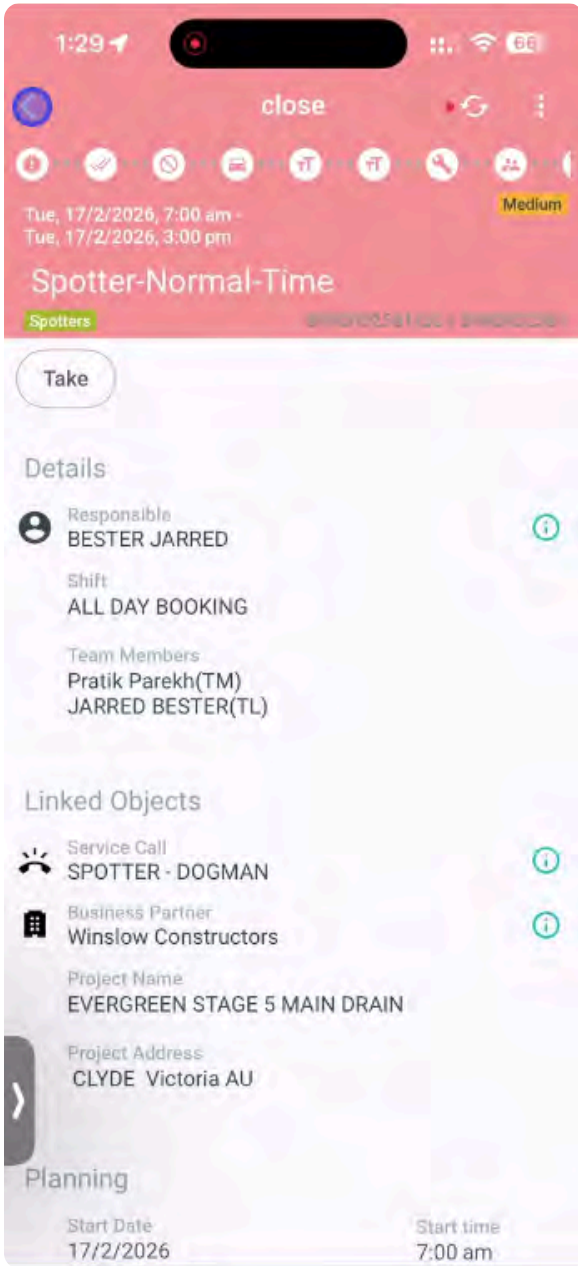 1:29
66
close
Medium
Tue, 17/2/2026, 7:00 am -
Tue, 17/2/2026, 3:00 pm
Spotter-Normal-Time
Spotters
Take
Details
Responsible
BESTER JARRED
Shift
ALL DAY BOOKING
Team Members
Pratik Parekh(TM)
JARRED BESTER(TL)
Linked Objects
Service Call
SPOTTER - DOGMAN
Business Partner
Winslow Constructors
Project Name
EVERGREEN STAGE 5 MAIN DRAIN
Project Address
CLYDE Victoria AU
Planning
Start Date
Start time
17/2/2026
7:00 am